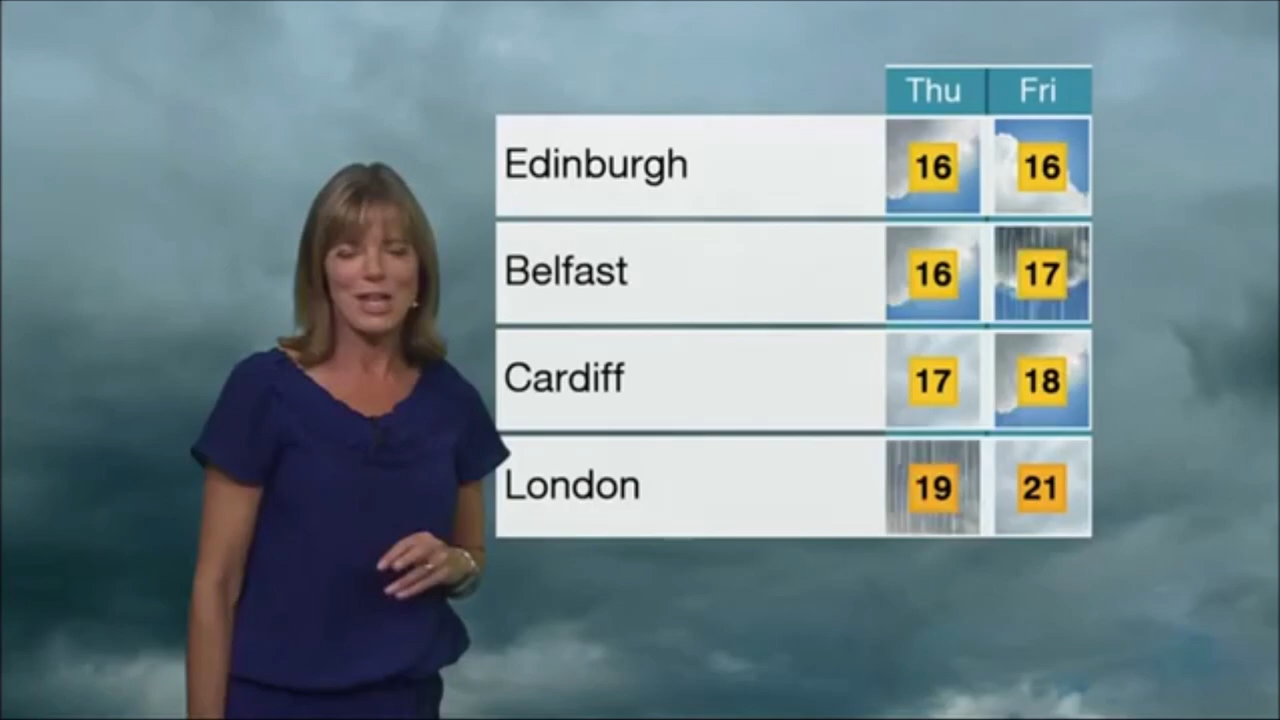 Thu Fri
Edinburgh 16 16
Belfast 16 17
Cardiff 17 18
London 19 21